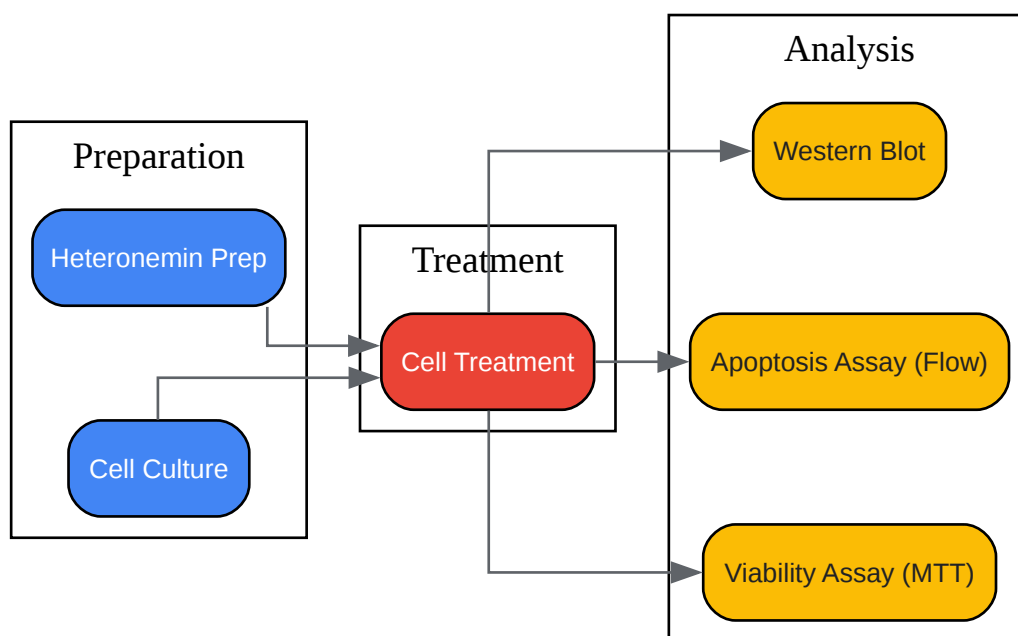 Preparation
Heteronemin Prep
Cell Culture
Treatment
Cell Treatment
Analysis
Western Blot
Apoptosis Assay (Flow)
Viability Assay (MTT)